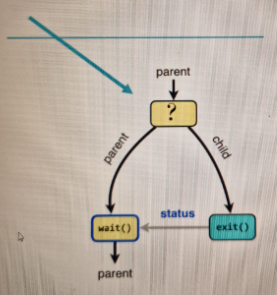 parent
?
parent
child
status
wait()
exit()
parent